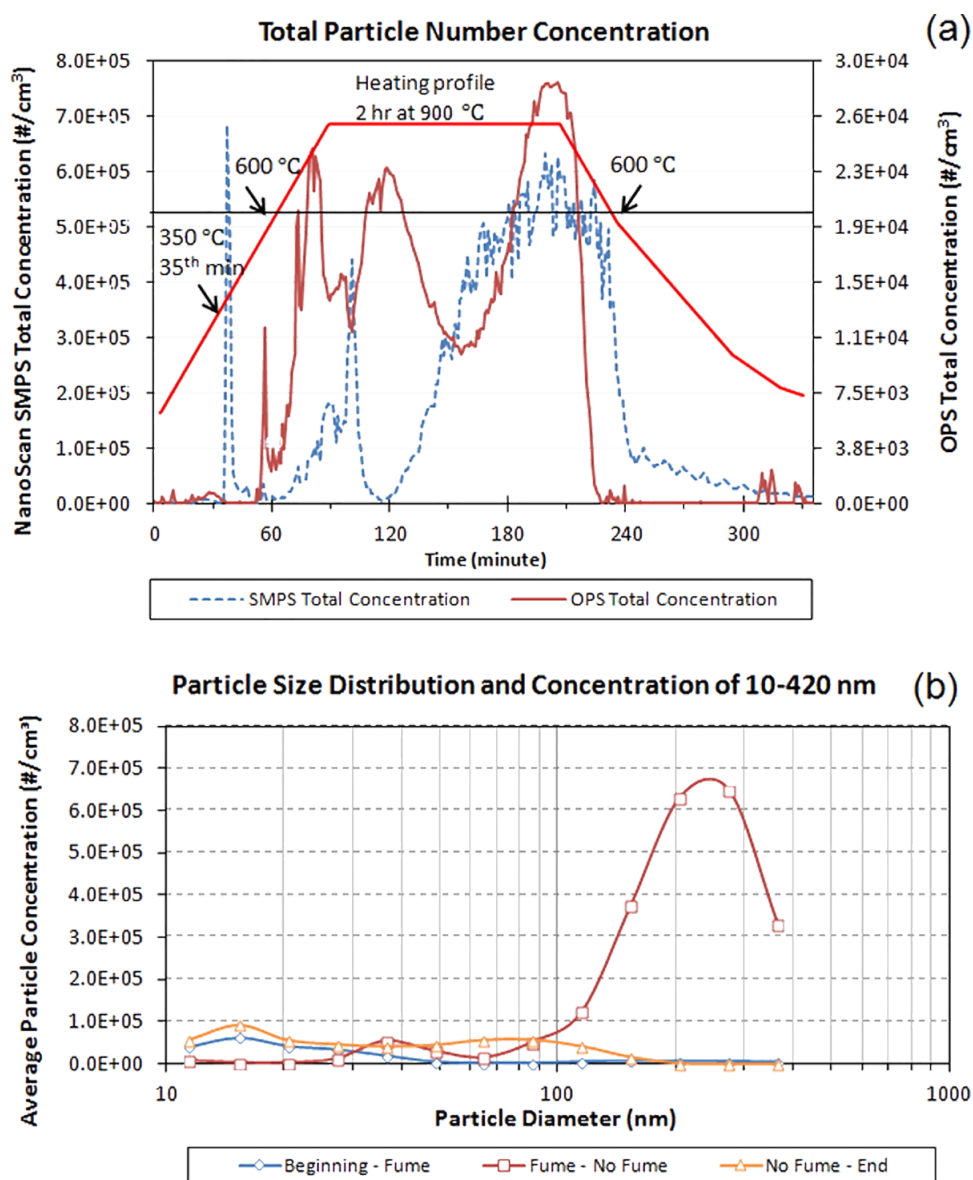 Total Particle Number Concentration
(a)
NanoScan SMPS Total Concentration (#/cm³)
8.0E+05
7.0E+05
6.0E+05
5.0E+05
4.0E+05
3.0E+05
2.0E+05
1.0E+05
0.0E+00
Heating profile
2 hr at 900 °C
600 °C
600 °C
350 °C
35th min
3.0E+04
2.6E+04
2.3E+04
1.9E+04
1.5E+04
1.1E+04
7.5E+03
3.8E+03
0.0E+00
OPS Total Concentration (#/cm³)
0 60 120 180 240 300
Time (minute)
SMPS Total Concentration OPS Total Concentration
Particle Size Distribution and Concentration of 10-420 nm
(b)
Average Particle Concentration (#/cm³)
8.0E+05
7.0E+05
6.0E+05
5.0E+05
4.0E+05
3.0E+05
2.0E+05
1.0E+05
0.0E+00
10 100 1000
Particle Diameter (nm)
Beginning - Fume Fume - No Fume No Fume - End